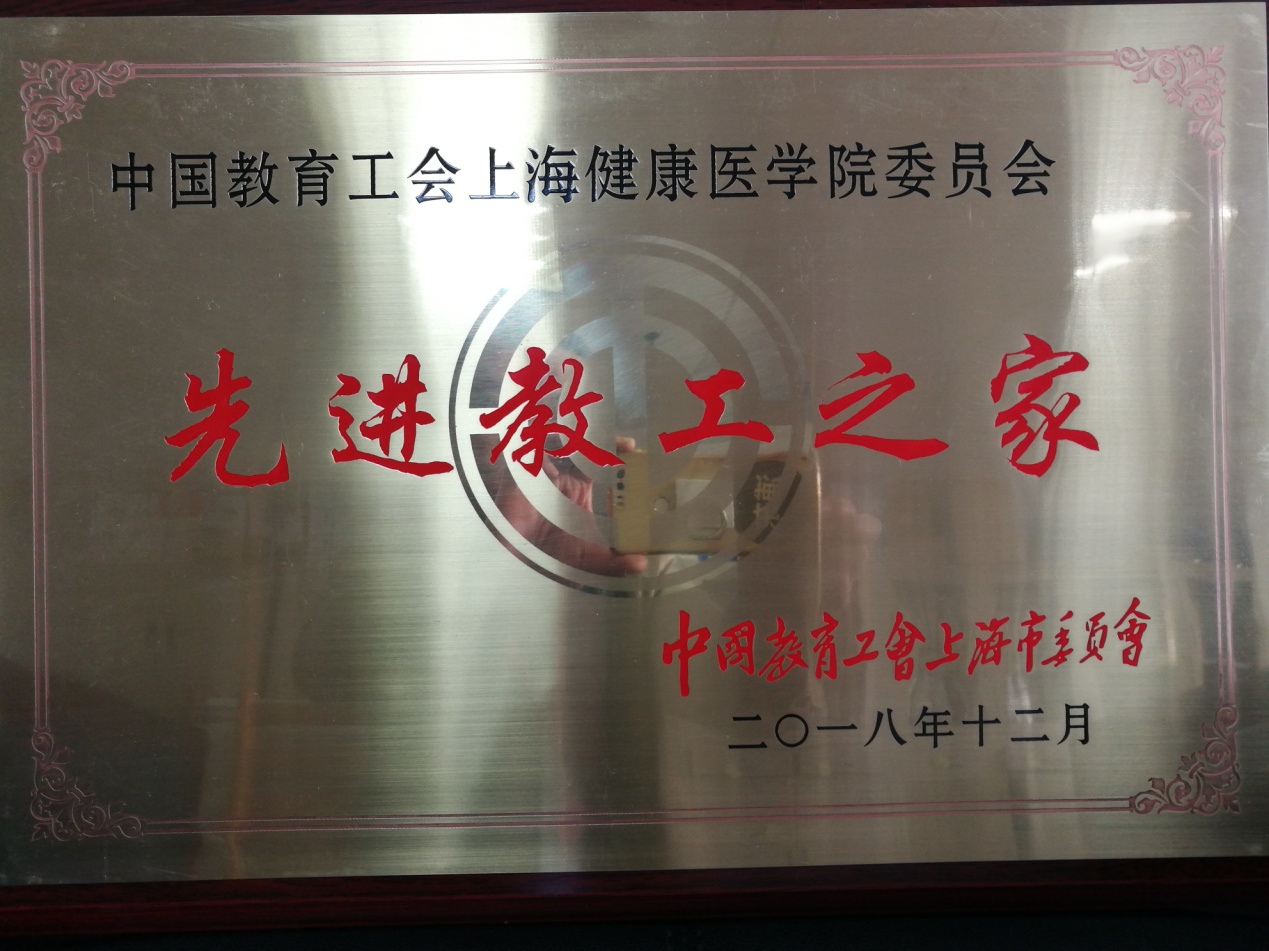 中国教育工会上海健康医学院委员会
先进教工之家
中國教育工會上海市委員會
二〇一八年十二月